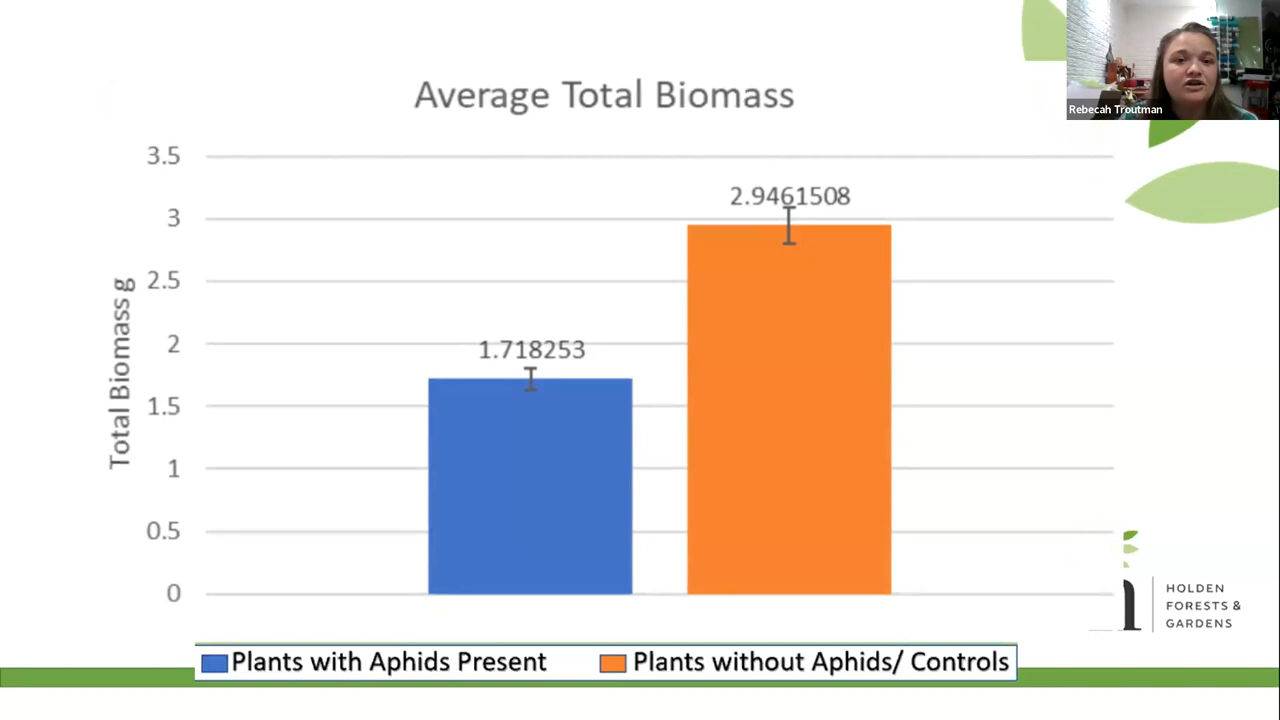 Rebecah Troutman
Average Total Biomass
3.5
3
2.5
2
1.5
1
0.5
0
Total Biomass g
2.9461508
1.718253
HOLDEN
FORESTS &
GARDENS
Plants with Aphids Present
Plants without Aphids/ Controls